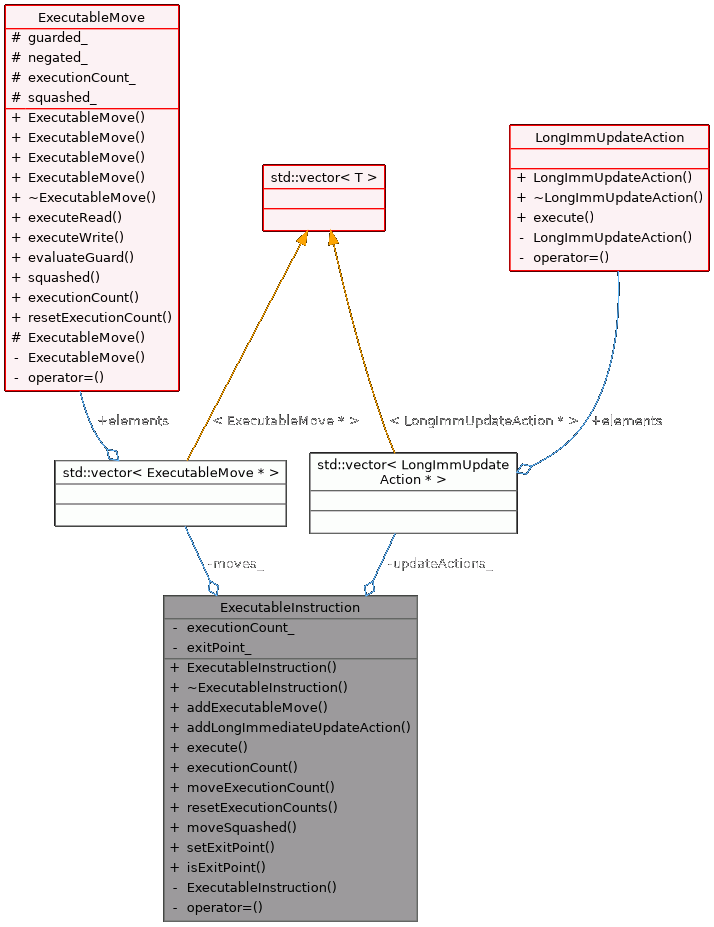 ExecutableMove
# guarded_
# negated_
# executionCount_
# squashed_
+ ExecutableMove()
+ ExecutableMove()
+ ExecutableMove()
+ ExecutableMove()
+ ~ExecutableMove()
+ executeRead()
+ executeWrite()
+ evaluateGuard()
+ squashed()
+ executionCount()
+ resetExecutionCount()
# ExecutableMove()
- ExecutableMove()
- operator=()
std::vector< T >
LongImmUpdateAction
+ LongImmUpdateAction()
+ ~LongImmUpdateAction()
+ execute()
- LongImmUpdateAction()
- operator=()
+elements
< ExecutableMove * >
< LongImmUpdateAction * >
+elements
std::vector< ExecutableMove * >
std::vector< LongImmUpdate
Action * >
-moves_
-updateActions_
ExecutableInstruction
- executionCount_
- exitPoint_
+ ExecutableInstruction()
+ ~ExecutableInstruction()
+ addExecutableMove()
+ addLongImmediateUpdateAction()
+ execute()
+ executionCount()
+ moveExecutionCount()
+ resetExecutionCounts()
+ moveSquashed()
+ setExitPoint()
+ isExitPoint()
- ExecutableInstruction()
- operator=()